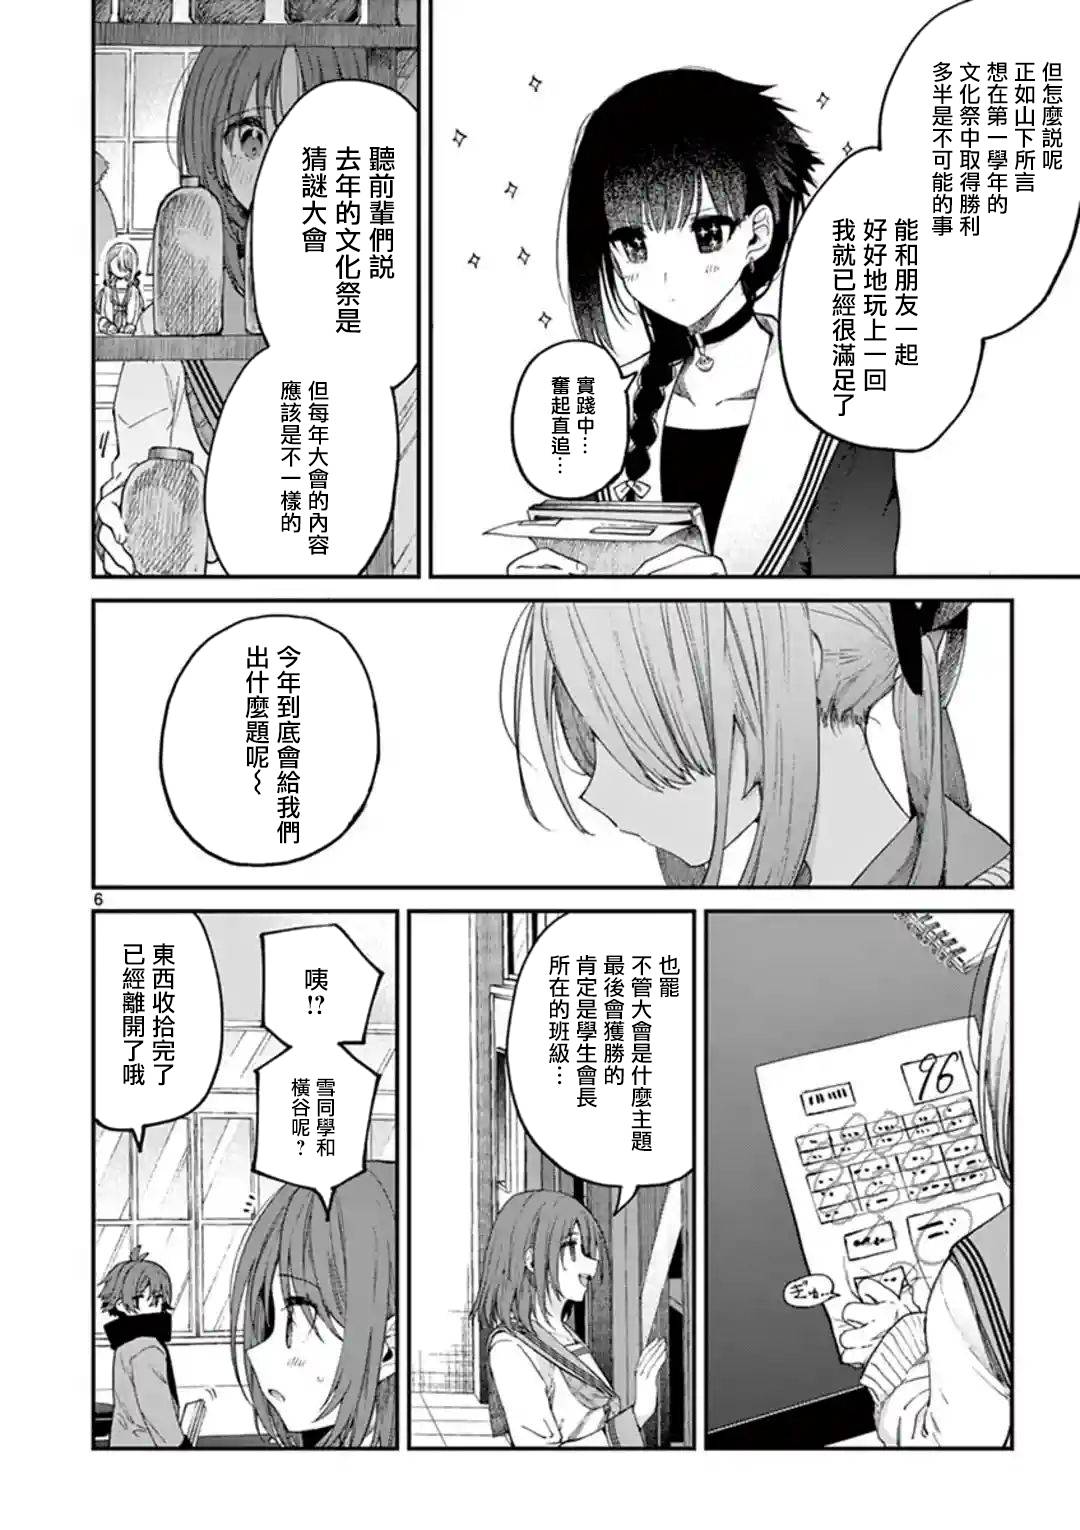 但怎麼説呢
正如山下所言
想在第一學年的
文化祭中取得勝利
多半是不可能的事
能和朋友一起
好好地玩上一回
我就已經很滿足了
實踐中…
奮起直追…
聽前輩們説
去年的文化祭是
猜謎大會
但每年大會的內容
應該是不一樣的
今年到底會給我們
出什麼題呢～
6
96
也罷
不管大會是什麼主題
最後會獲勝的
肯定是學生會長
所在的班級…
咦!?
雪同學和
橫谷呢？
東西收拾完了
已經離開了哦